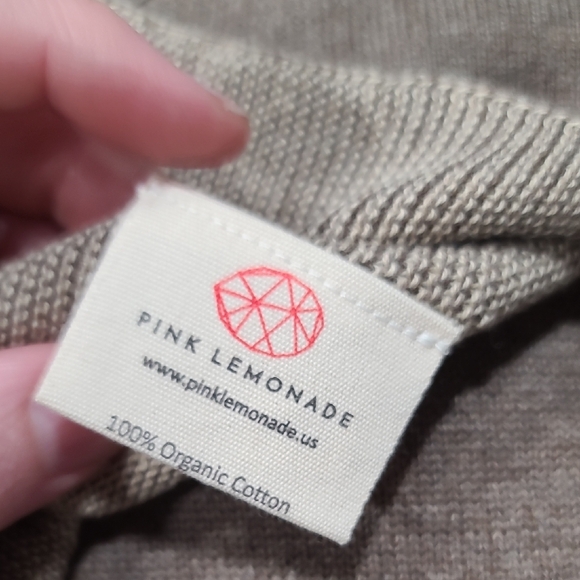 PINK LEMONADE
www.pinklemonade.us
100% Organic Cotton